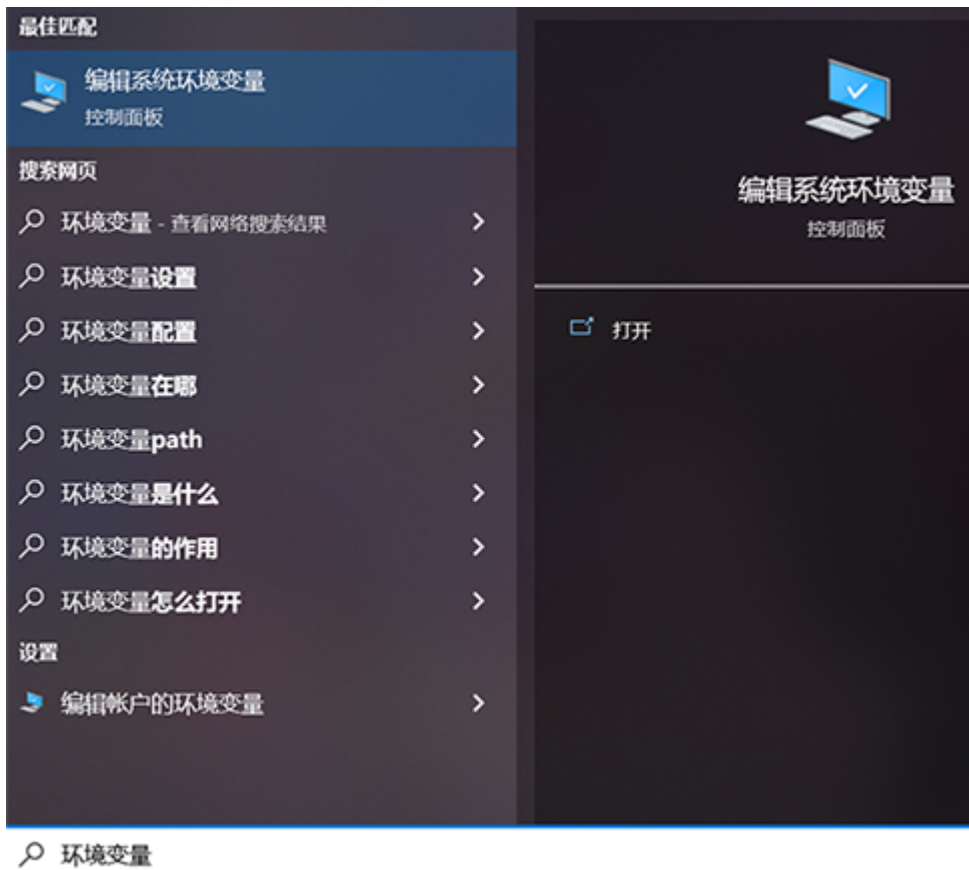 最佳匹配
编辑系统环境变量
控制面板
搜索网页
环境变量 - 查看网络搜索结果
环境变量设置
环境变量配置
环境变量在哪
环境变量path
环境变量是什么
环境变量的作用
环境变量怎么打开
设置
编辑帐户的环境变量
环境变量
编辑系统环境变量
控制面板
打开